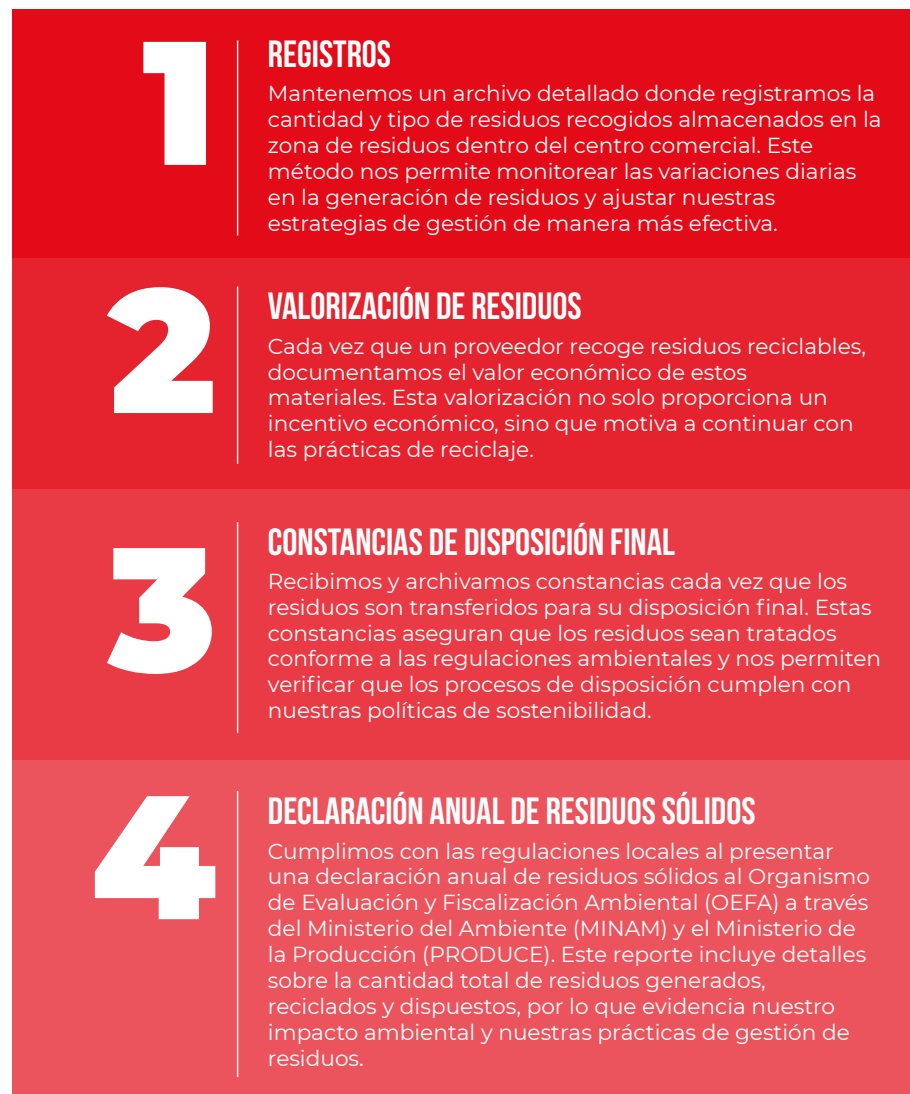 1
REGISTROS
Mantenemos un archivo detallado donde registramos la
cantidad y tipo de residuos recogidos almacenados en la
zona de residuos dentro del centro comercial. Este
método nos permite monitorear las variaciones diarias
en la generación de residuos y ajustar nuestras
estrategias de gestión de manera más efectiva.
2
VALORIZACIÓN DE RESIDUOS
Cada vez que un proveedor recoge residuos reciclables,
documentamos el valor económico de estos
materiales. Esta valorización no solo proporciona un
incentivo económico, sino que motiva a continuar con
las prácticas de reciclaje.
3
CONSTANCIAS DE DISPOSICIÓN FINAL
Recibimos y archivamos constancias cada vez que los
residuos son transferidos para su disposición final. Estas
constancias aseguran que los residuos sean tratados
conforme a las regulaciones ambientales y nos permiten
verificar que los procesos de disposición cumplen con
nuestras políticas de sostenibilidad.
4
DECLARACIÓN ANUAL DE RESIDUOS SÓLIDOS
Cumplimos con las regulaciones locales al presentar
una declaración anual de residuos sólidos al Organismo
de Evaluación y Fiscalización Ambiental (OEFA) a través
del Ministerio del Ambiente (MINAM) y el Ministerio de
la Producción (PRODUCE). Este reporte incluye detalles
sobre la cantidad total de residuos generados,
reciclados y dispuestos, por lo que evidencia nuestro
impacto ambiental y nuestras prácticas de gestión de
residuos.